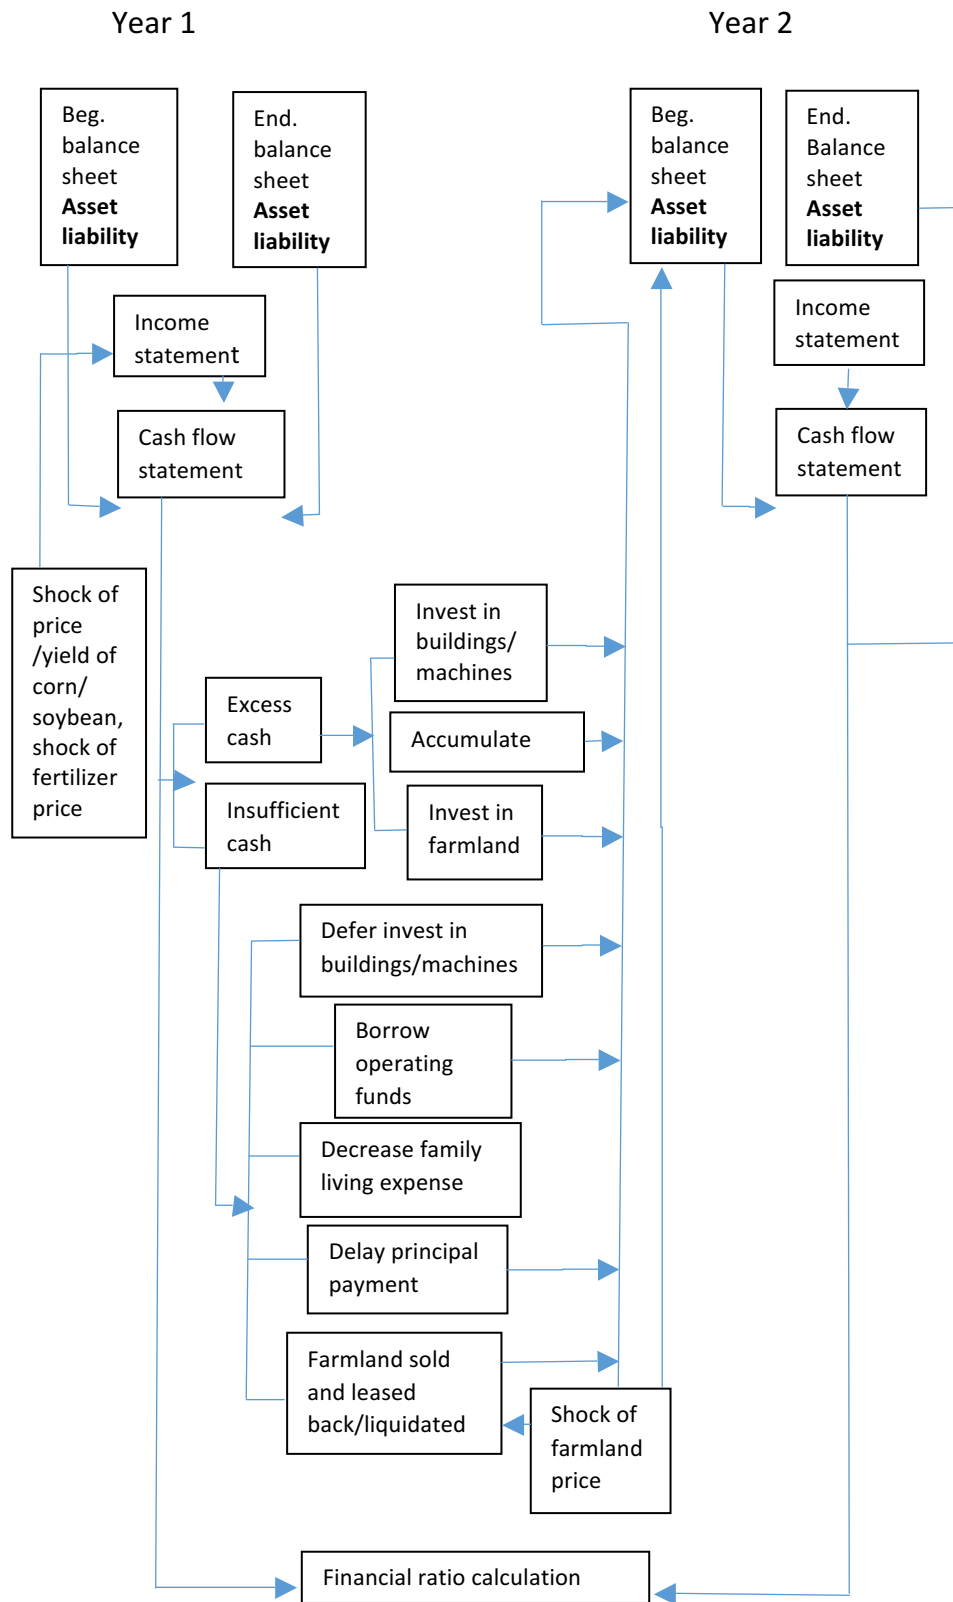 Year 1
Year 2
Beg.
balance
sheet
Asset
liability
End.
balance
sheet
Asset
liability
Beg.
balance
sheet
Asset
liability
End.
Balance
sheet
Asset
liability
Income
statement
Income
statement
Cash flow
statement
Cash flow
statement
Shock of
price
/yield of
corn/
soybean,
shock of
fertilizer
price
Excess
cash
Insufficient
cash
Invest in
buildings/
machines
Accumulate
Invest in
farmland
Defer invest in
buildings/machines
Borrow
operating
funds
Decrease family
living expense
Delay principal
payment
Farmland sold
and leased
back/liquidated
Shock of
farmland
price
Financial ratio calculation